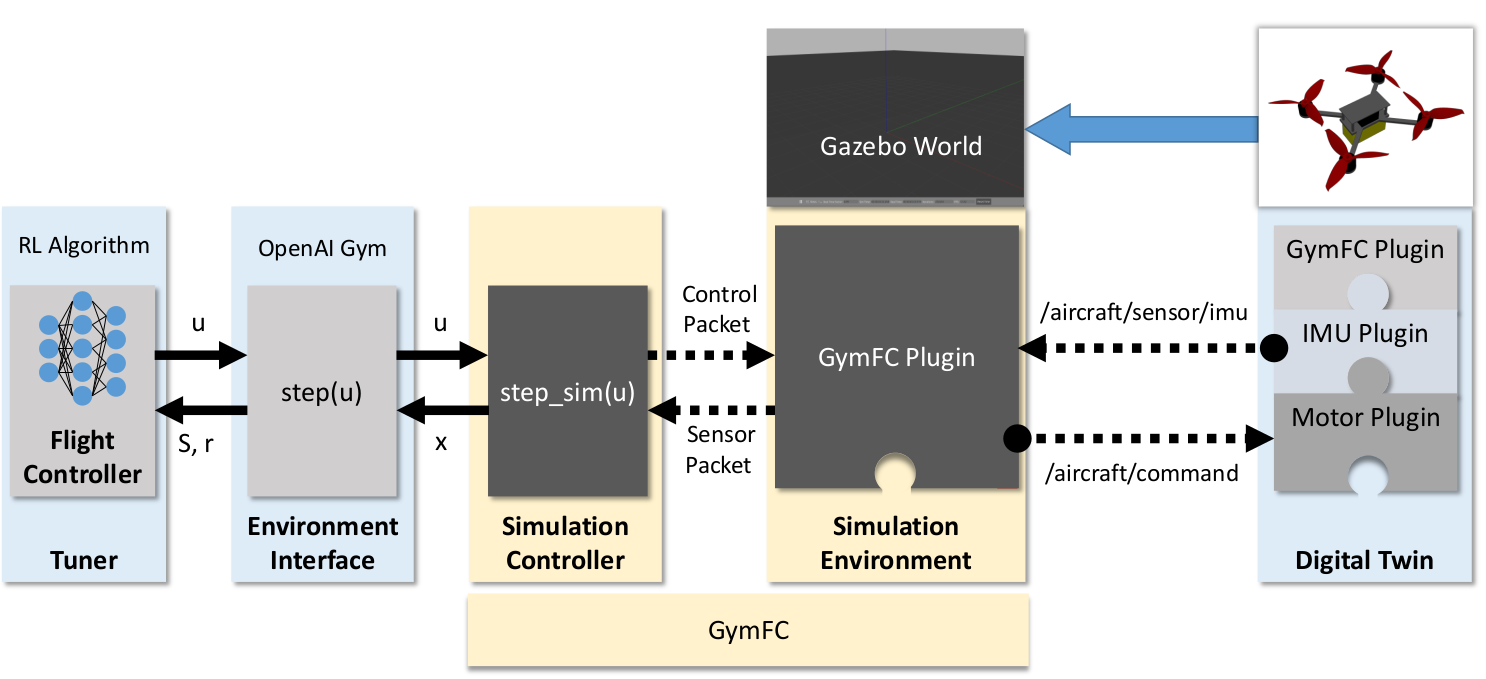 Gazebo World
RL Algorithm
Flight
Controller
Tuner
u
S, r
OpenAI Gym
step(u)
Environment
Interface
u
x
step_sim(u)
Simulation
Controller
Control
Packet
Sensor
Packet
GymFC Plugin
Simulation
Environment
/aircraft/sensor/imu
/aircraft/command
GymFC Plugin
IMU Plugin
Motor Plugin
Digital Twin
GymFC